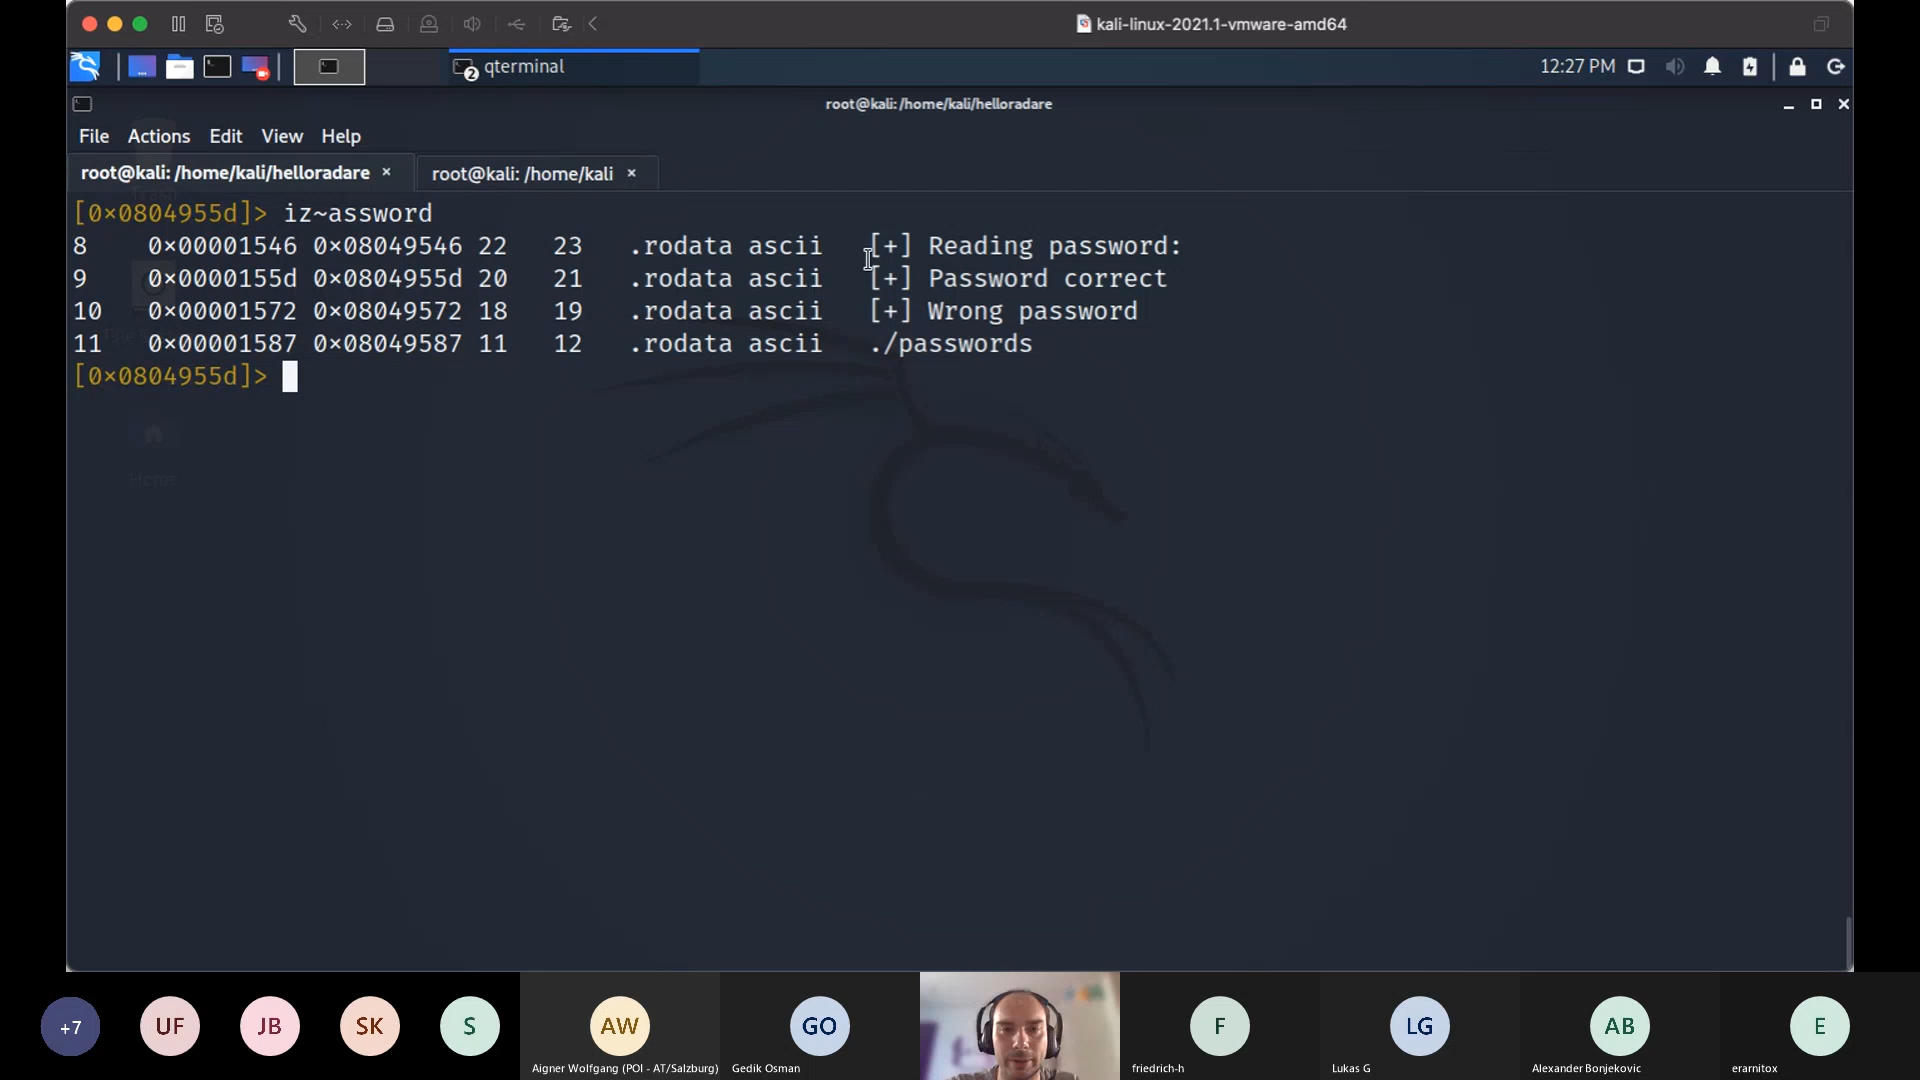 kali-linux-2021.1-vmware-amd64
2 qterminal
12:27 PM
root@kali: /home/kali/helloradare
File Actions Edit View Help
root@kali: /home/kali/helloradare ×
root@kali: /home/kali ×
[0×0804955d]> iz~assword
8 0×00001546 0×08049546 22 23 .rodata ascii [+] Reading password:
9 0×0000155d 0×0804955d 20 21 .rodata ascii [+] Password correct
10 0×00001572 0×08049572 18 19 .rodata ascii [+] Wrong password
11 0×00001587 0×08049587 11 12 .rodata ascii ./passwords
[0×0804955d]>
Home
+7 UF JB SK S AW GO F LG AB E
Aigner Wolfgang (POI - AT/Salzburg) Gedik Osman friedrich-h Lukas G Alexander Bonjekovic erarnitox